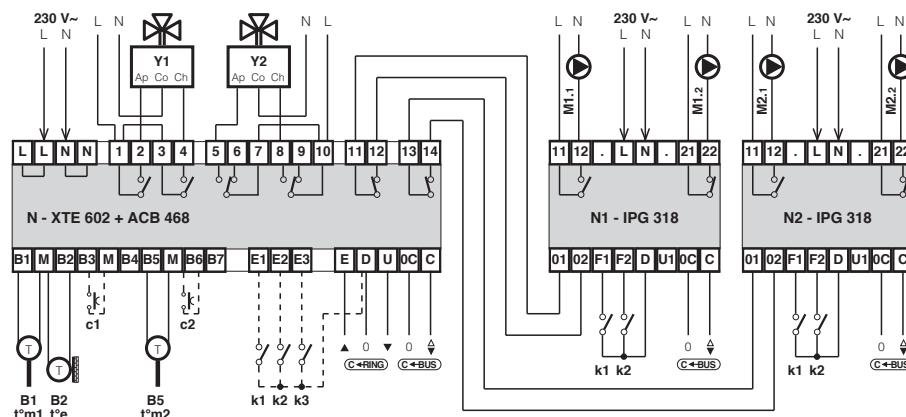 230 V~ L N L N N L L N 230 V~ L N L N L N 230 V~ L N L N
Y1 Y2
Ap Co Ch Ap Co Ch
M1.1 M1.2 M2.1 M2.2
L L N N 1 2 3 4 5 6 7 8 9 10 11 12 13 14 11 12 . L N . 21 22 11 12 . L N . 21 22
N - XTE 602 + ACB 468 N1 - IPG 318 N2 - IPG 318
B1 M B2 B3 M B4 B5 M B6 B7 E1 E2 E3 E D U 0C C 01 02 F1 F2 D U1 0C C 01 02 F1 F2 D U1 0C C
c1 c2
T T T 0 0 0 0
C RING C BUS k1 k2 C BUS k1 k2 C BUS
B1 B2 B5 k1 k2 k3
t°m1 t°e t°m2